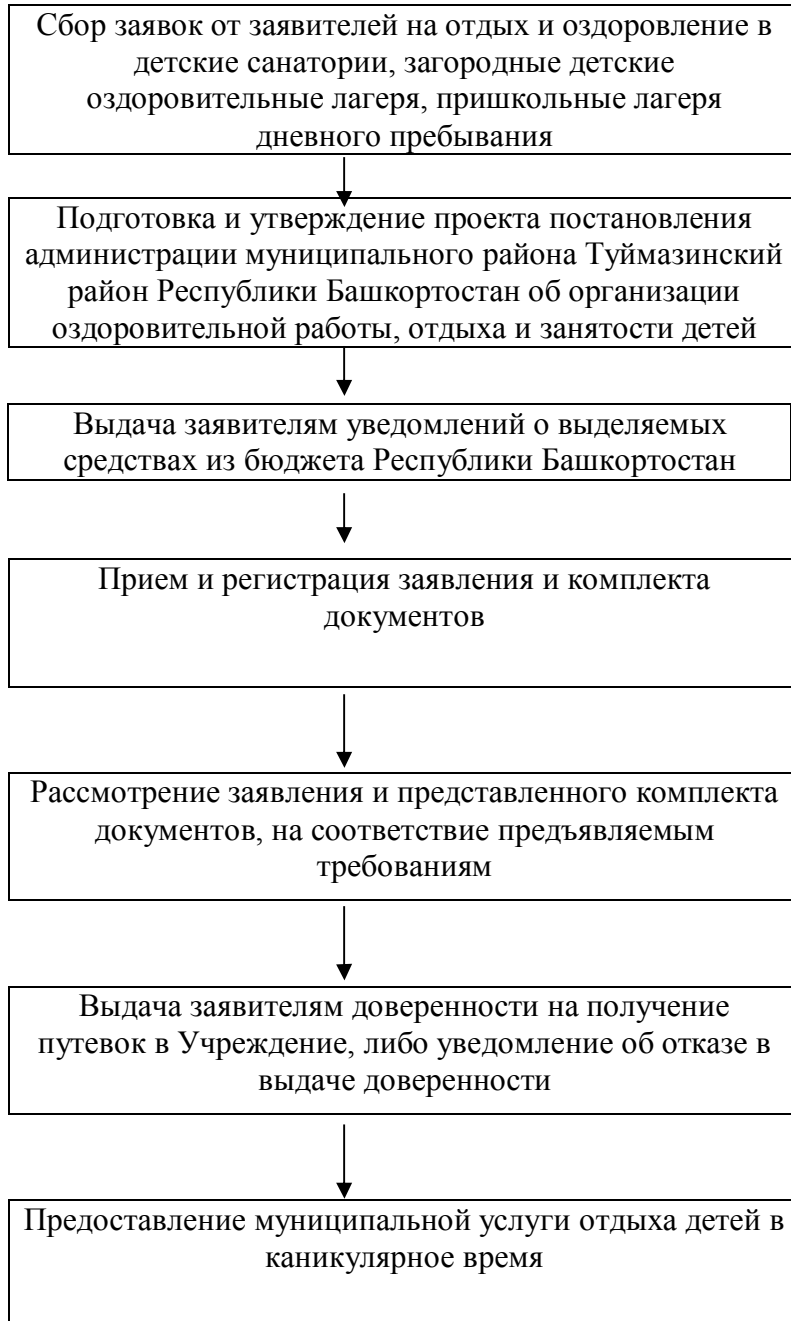 Сбор заявок от заявителей на отдых и оздоровление в
детские санатории, загородные детские
оздоровительные лагеря, пришкольные лагеря
дневного пребывания
Подготовка и утверждение проекта постановления
администрации муниципального района Туймазинский
район Республики Башкортостан об организации
оздоровительной работы, отдыха и занятости детей
Выдача заявителям уведомлений о выделяемых
средствах из бюджета Республики Башкортостан
Прием и регистрация заявления и комплекта
документов
Рассмотрение заявления и представленного комплекта
документов, на соответствие предъявляемым
требованиям
Выдача заявителям доверенности на получение
путевок в Учреждение, либо уведомление об отказе в
выдаче доверенности
Предоставление муниципальной услуги отдыха детей в
каникулярное время